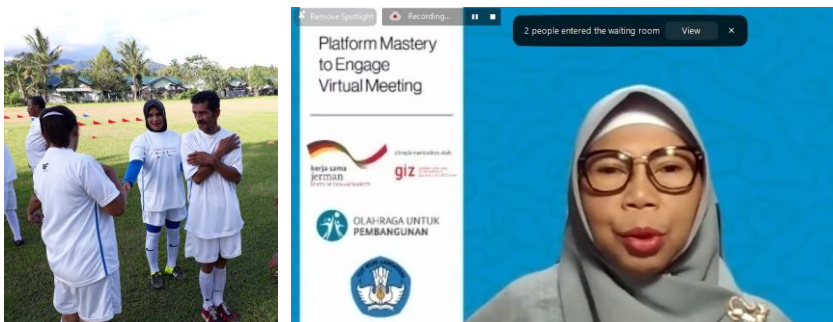 Remove Spotlight
Recording...
2 people entered the waiting room
View
Platform Mastery
to Engage
Virtual Meeting
kerja sama
jerman
giz
OLAHRAGA UNTUK
PEMBANGUNAN